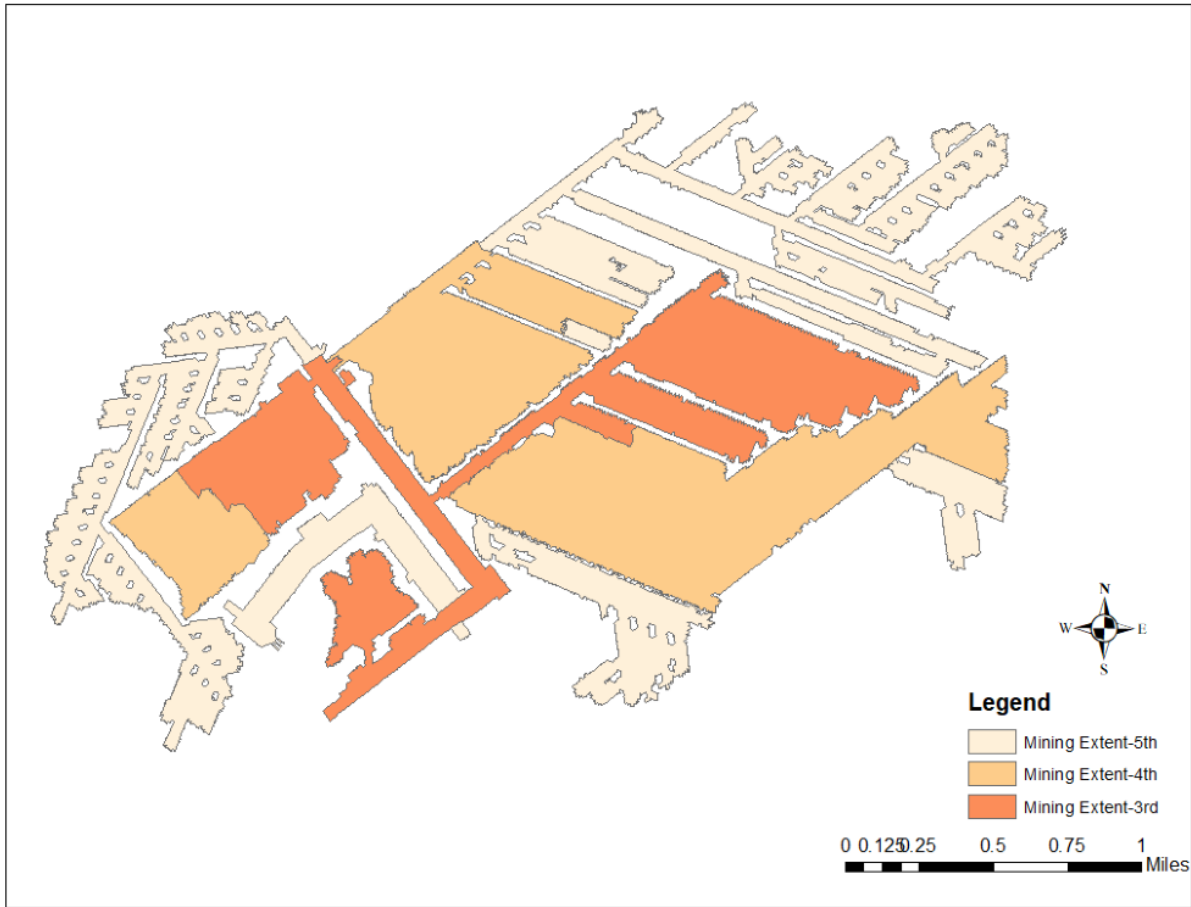 N
W E
S
Legend
Mining Extent-5th
Mining Extent-4th
Mining Extent-3rd
0 0.1250.25 0.5 0.75 1
Miles